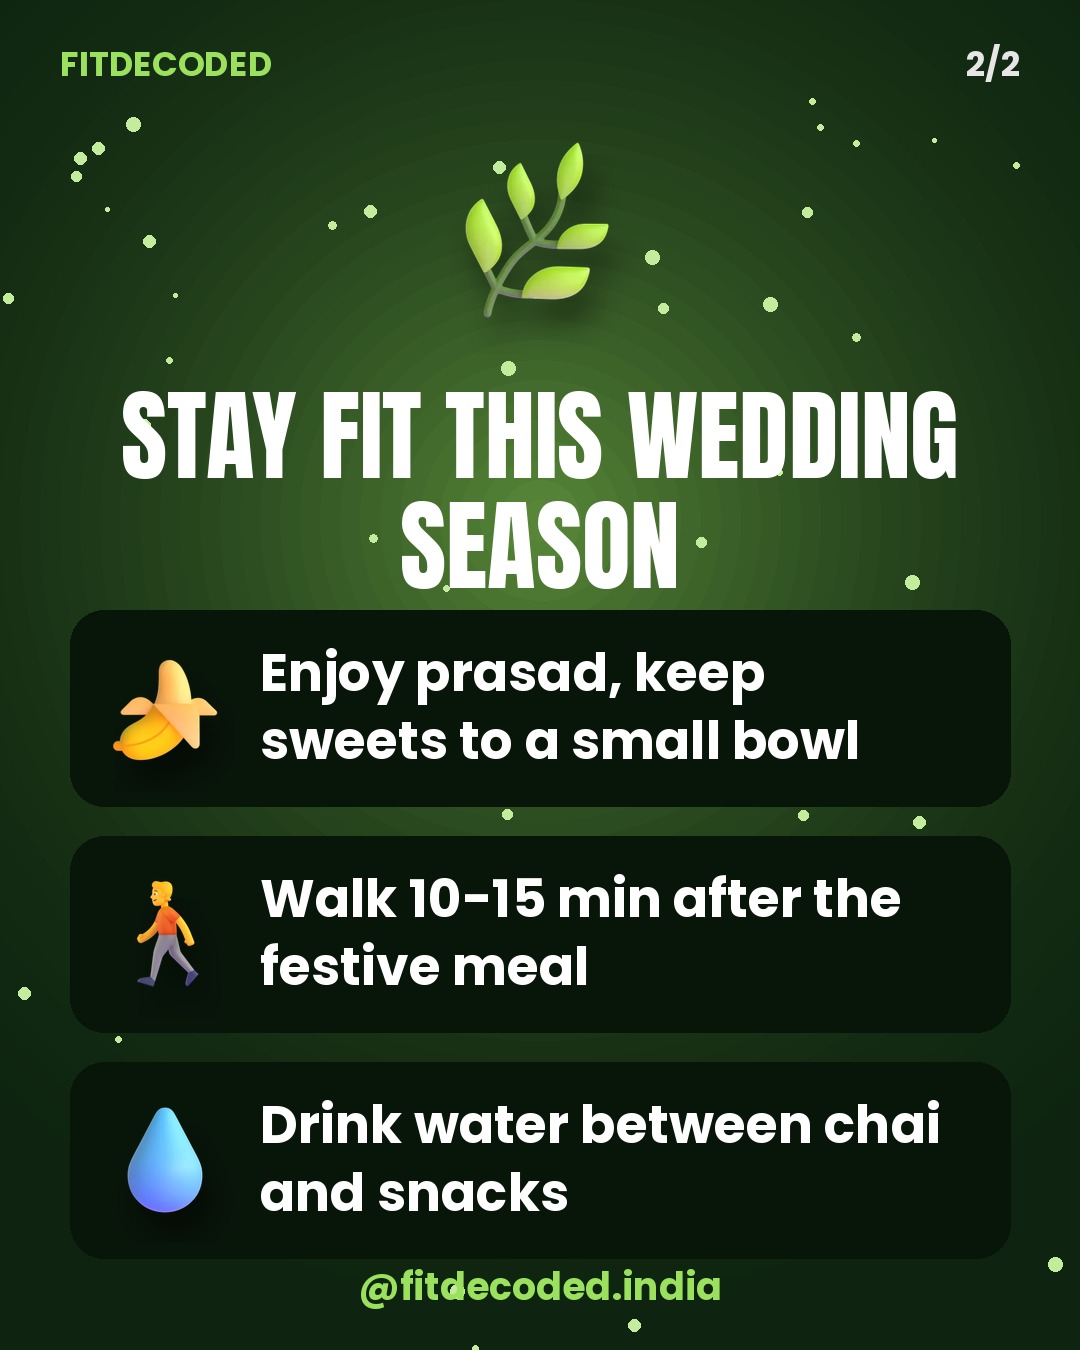 FITDECODED
2/2
STAY FIT THIS WEDDING
SEASON
Enjoy prasad, keep
sweets to a small bowl
Walk 10-15 min after the
festive meal
Drink water between chai
and snacks
@fitdecoded.india